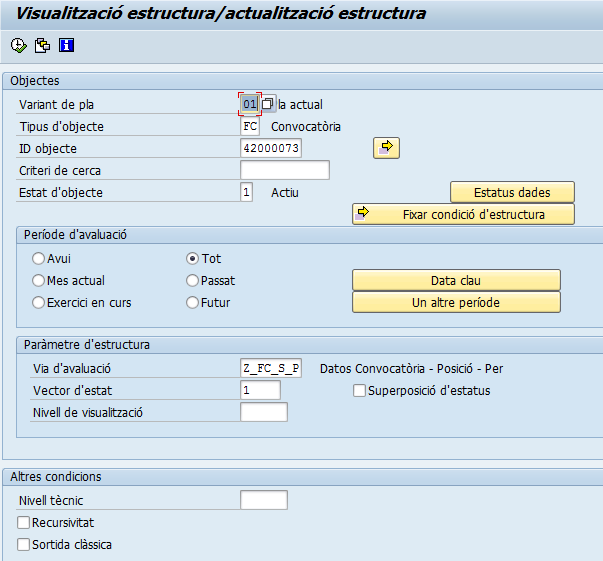 Visualització estructura/actualització estructura
Objectes
Variant de pla 01 la actual
Tipus d'objecte FC Convocatòria
ID objecte 42000073
Criteri de cerca
Estat d'objecte 1 Actiu Estatus dades
Fixar condició d'estructura
Període d'avaluació
Avui Tot
Mes actual Passat Data clau
Exercici en curs Futur Un altre període
Paràmetre d'estructura
Via d'avaluació Z_FC_S_P Datos Convocatòria - Posició - Per
Vector d'estat 1 Superposició d'estatus
Nivell de visualització
Altres condicions
Nivell tècnic
Recursivitat
Sortida clàssica